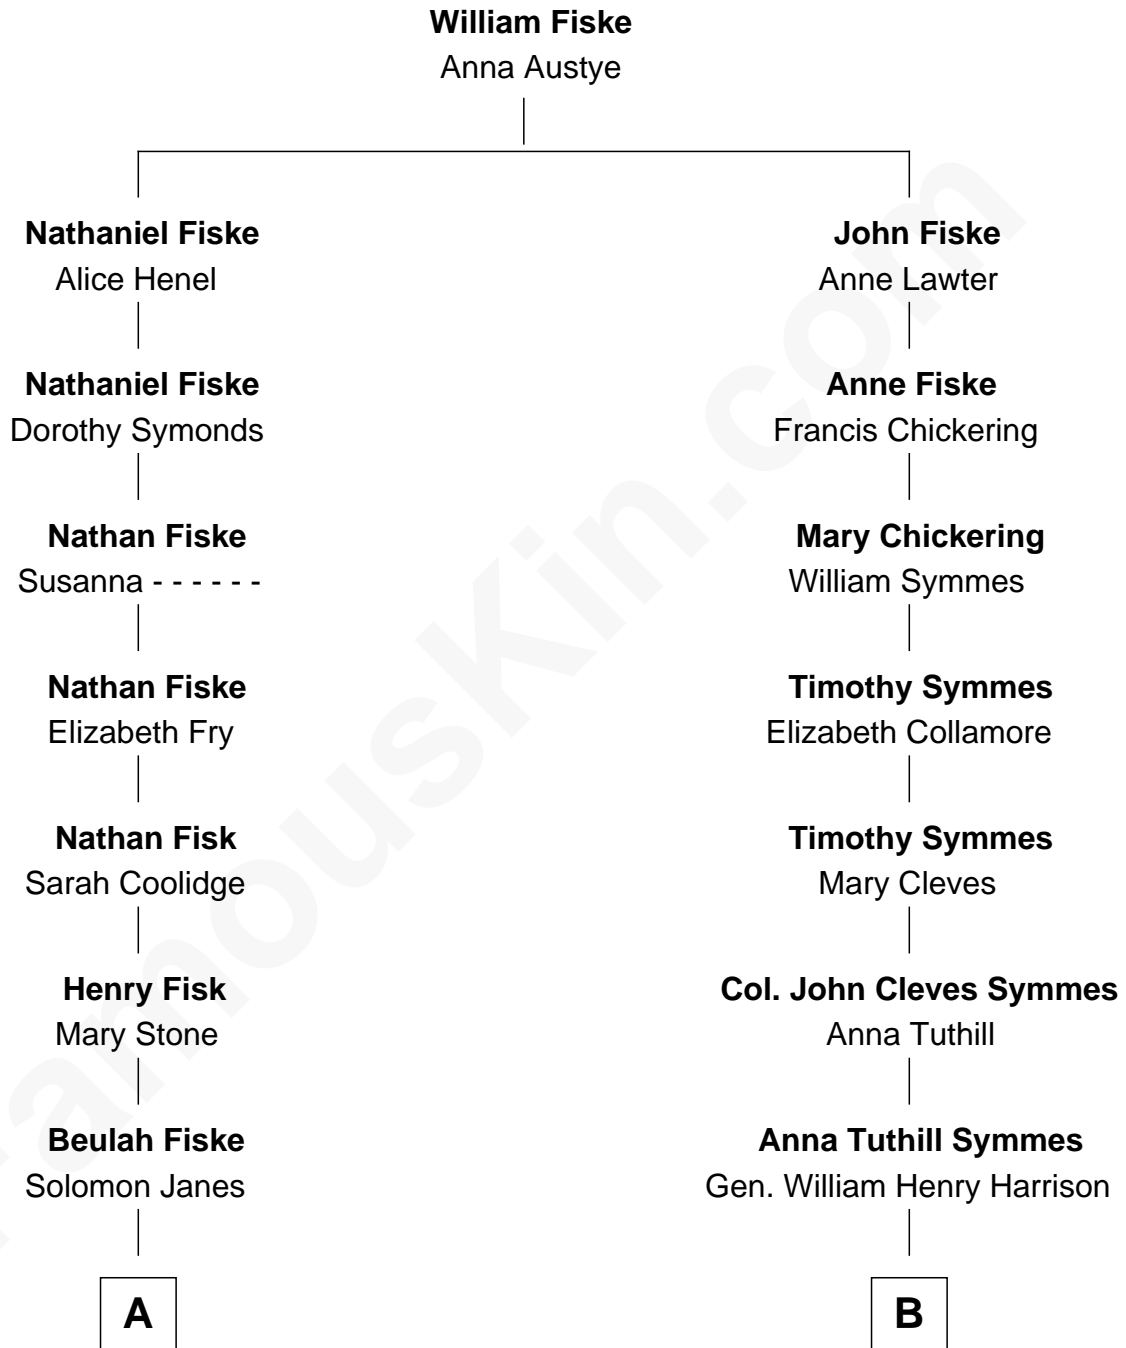 William Fiske
Anna Austye
Nathaniel Fiske
Alice Henel
John Fiske
Anne Lawter
Nathaniel Fiske
Dorothy Symonds
Anne Fiske
Francis Chickering
Nathan Fiske
Susanna - - - - - -
Mary Chickering
William Symmes
Nathan Fiske
Elizabeth Fry
Timothy Symmes
Elizabeth Collamore
Nathan Fisk
Sarah Coolidge
Timothy Symmes
Mary Cleves
Henry Fisk
Mary Stone
Col. John Cleves Symmes
Anna Tuthill
Beulah Fiske
Solomon Janes
Anna Tuthill Symmes
Gen. William Henry Harrison
A
B
FamousKin.com